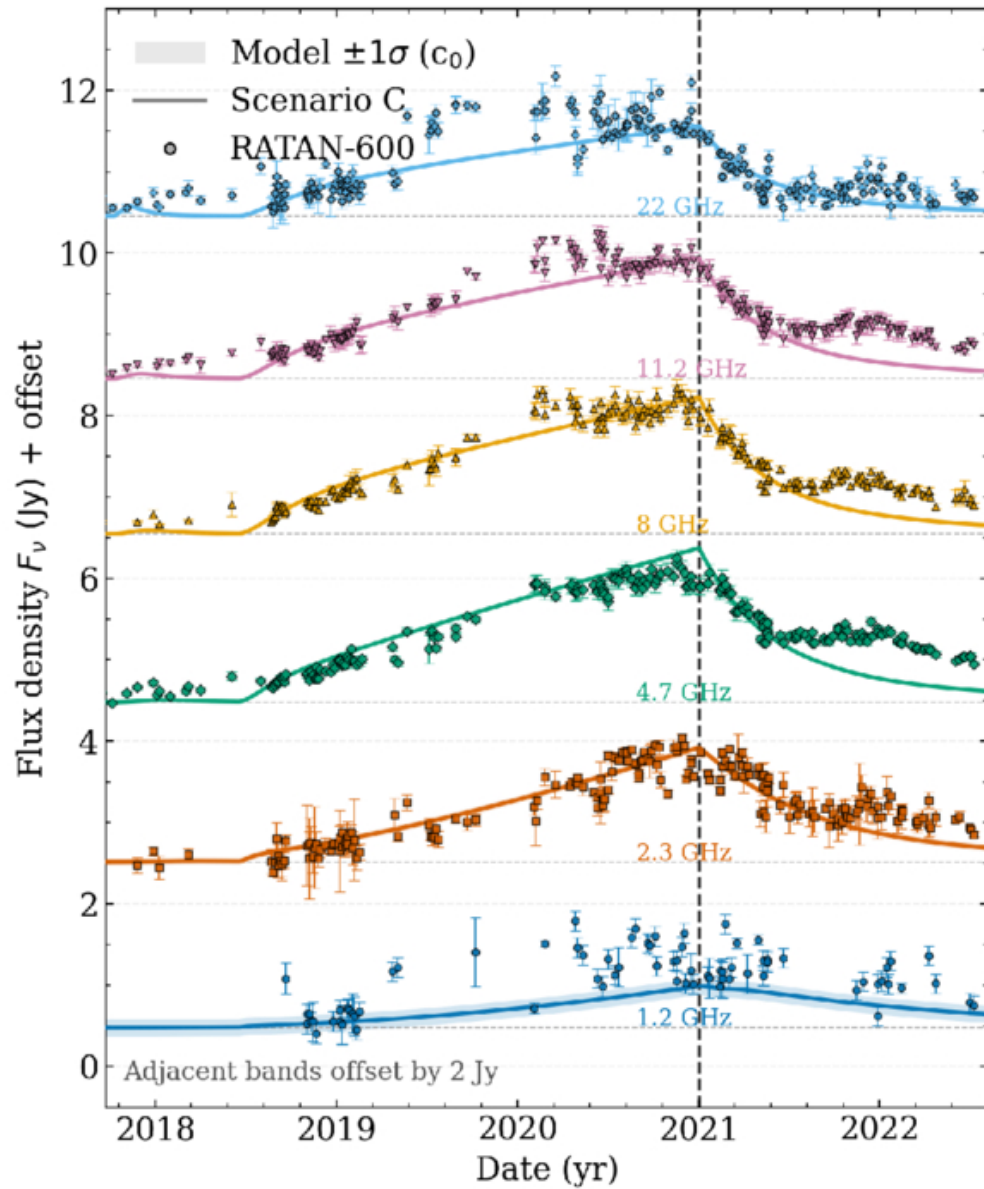 Model ±1σ (c₀)
Scenario C
RATAN-600
12
10
8
6
4
2
0
Flux density Fᵥ (Jy) + offset
22 GHz
11.2 GHz
8 GHz
4.7 GHz
2.3 GHz
1.2 GHz
Adjacent bands offset by 2 Jy
2018 2019 2020 2021 2022
Date (yr)